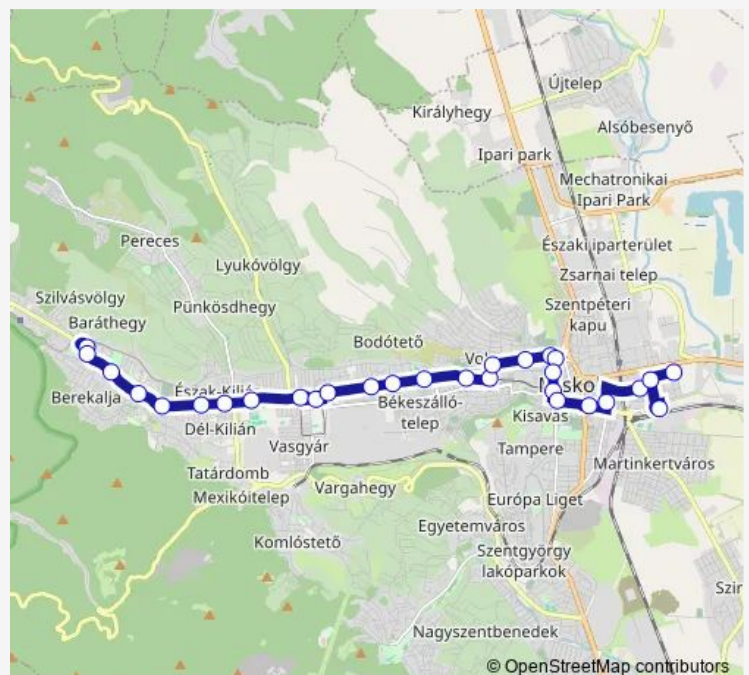 Újtelep
Királyhegy
Alsóbesenyő
Ipari park
Mechatronikai
Ipari Park
Pereces
Északi iparterület
Lyukóvölgy
Zsarnai telep
Szilvásvölgy
Pünkösdhegy
Szentpéteri
kapu
Baráthegy
Bodótető
Berekalja
Békeszálló-
telep
Kisavas
Dél-Kilián
Vasgyár
Tampere
Tatárdomb
Martinkertváros
Mexikóitelep
Vargahegy
Európa Liget
Egyetemváros
Komlóstető
Szentgyörgy
lakóparkok
Nagyszentbenedek
© OpenStreetMap contributors